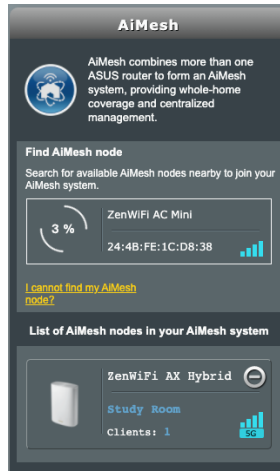 AiMesh
AiMesh combines more than one
ASUS router to form an AiMesh
system, providing whole-home
coverage and centralized
management.
Find AiMesh node
Search for available AiMesh nodes nearby to join your
AiMesh system.
3 %
ZenWiFi AC Mini
24:4B:FE:1C:D8:38
I cannot find my AiMesh
node?
List of AiMesh nodes in your AiMesh system
ZenWiFi AX Hybrid
Study Room
Clients: 1
5G